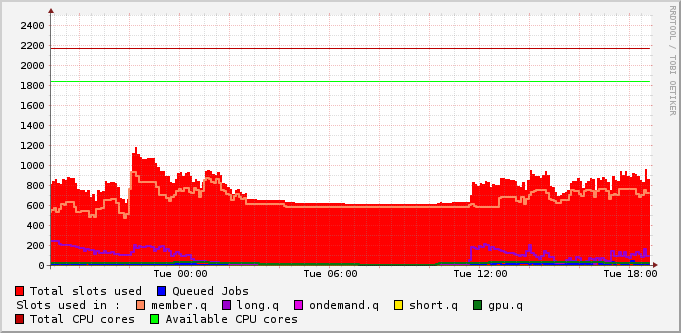 2400
2200
2000
1800
1600
1400
1200
1000
800
600
400
200
0
Tue 00:00 Tue 06:00 Tue 12:00 Tue 18:00
RRDTOOL / TOBI OETIKER
Total slots used Queued Jobs
Slots used in : member.q long.q ondemand.q short.q gpu.q
Total CPU cores Available CPU cores